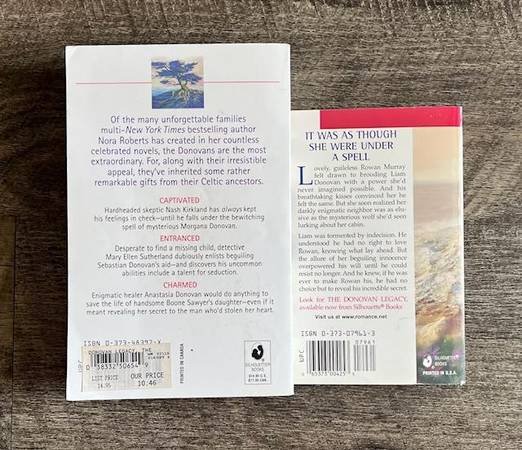 Of the many unforgettable families
multi-New York Times bestselling author
Nora Roberts has created in her countless
celebrated novels, the Donovans are the most
extraordinary. For, along with their irresistible
appeal, they've inherited some rather
remarkable gifts from their Celtic ancestors.
CAPTIVATED
Hardheaded skeptic Nash Kirkland has always kept
his feelings in check—until he falls under the bewitching
spell of mysterious Morgana Donovan.
ENTRANCED
Desperate to find a missing child, detective
Mary Ellen Sutherland dubiously enlists beguiling
Sebastian Donovan's aid—and discovers his uncommon
abilities include a talent for seduction.
CHARMED
Enigmatic healer Anastasia Donovan would do anything to
save the life of handsome Boone Sawyer's daughter—even if it
meant revealing her secret to the man who'd stolen her heart.
ISBN 0-373-48397-X
DONOVAN LEGACY, THE
LIST PRICE
14.95
OUR PRICE
10.46
PRINTED IN CANADA
SILHOUETTE
BOOKS
IT WAS AS THOUGH
SHE WERE UNDER
A SPELL
Lovely, guileless Rowan Murray
felt drawn to brooding Liam
Donovan with a power she'd
never imagined possible. And his
breathtaking kisses convinced her he
felt the same. But she soon realized her
darkly enigmatic neighbor was as elu-
sive as the mysterious wolf she'd seen
lurking about her cabin.
Liam was tormented by indecision. He
understood he had no right to love
Rowan, knowing what lay ahead. But
the allure of her beguiling innocence
overpowered his will until he could
resist no longer. And he knew, if he was
ever to make Rowan his, he had no
choice but to reveal his incredible secret.
Look for THE DONOVAN LEGACY,
available now from Silhouette® Books!
Visit us at www.romance.net
ISBN 0-373-07961-3
07961
UPC
SILHOUETTE
BOOKS
PRINTED IN U.S.A.